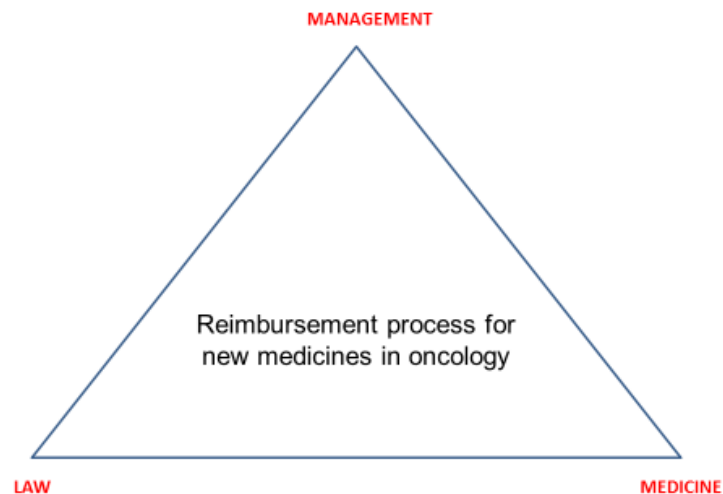 MANAGEMENT
Reimbursement process for
new medicines in oncology
LAW
MEDICINE